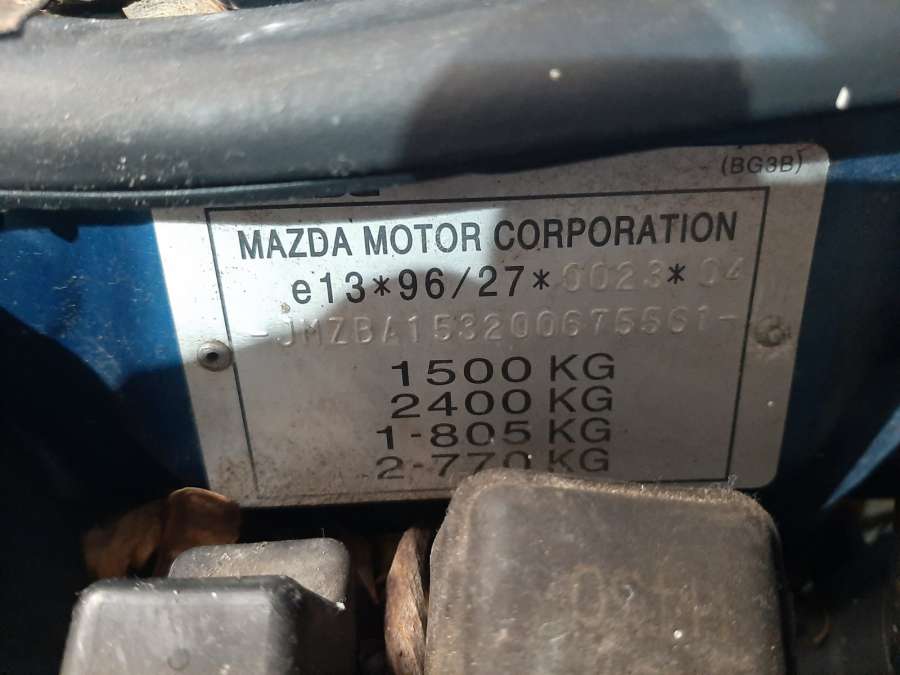 (BG3B)
MAZDA MOTOR CORPORATION
e13*96/27*0023*04
-JMZBA153200675561-
1500 KG
2400 KG
1-805 KG
2-770 KG